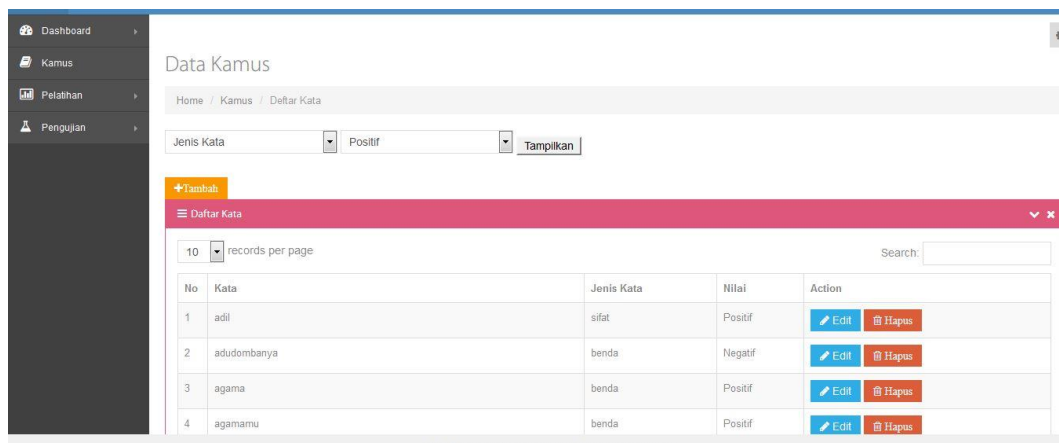 Dashboard
Kamus
Pelatihan
Pengujian
Data Kamus
Home / Kamus / Deftar Kata
Jenis Kata Positif Tampilkan
+Tambah
Daftar Kata
10 records per page Search:
No Kata Jenis Kata Nilai Action
1 adil sifat Positif Edit Hapus
2 adudombanya benda Negatif Edit Hapus
3 agama benda Positif Edit Hapus
4 agamamu benda Positif Edit Hapus